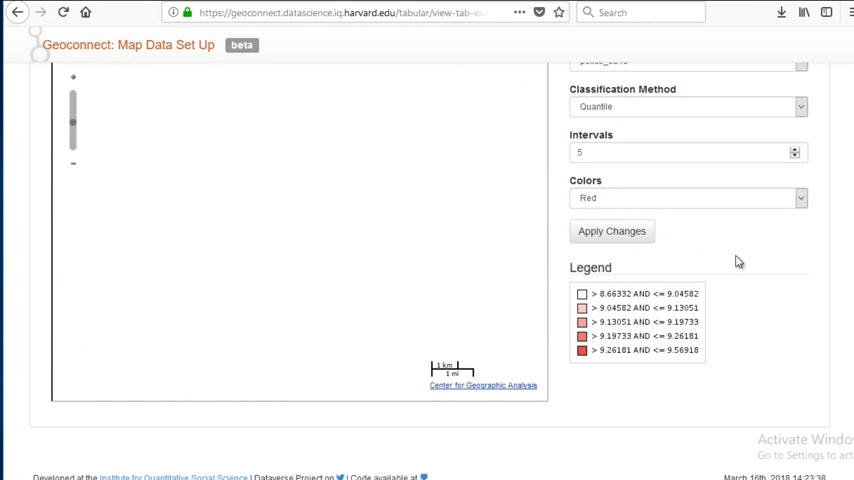 https://geoconnect.datascience.iq.harvard.edu/tabular/view-tab-ex
Search
Geoconnect: Map Data Set Up beta
Classification Method
Quantile
Intervals
5
Colors
Red
Apply Changes
Legend
> 8.66332 AND <= 9.04582
> 9.04582 AND <= 9.13051
> 9.13051 AND <= 9.19733
> 9.19733 AND <= 9.26181
> 9.26181 AND <= 9.56918
1 km
1 mi
Center for Geographic Analysis
Activate Windo
Go to Settings to act
Developed at the Institute for Quantitative Social Science | Dataverse Project on | Code available at
March 16th, 2018 14:23:38